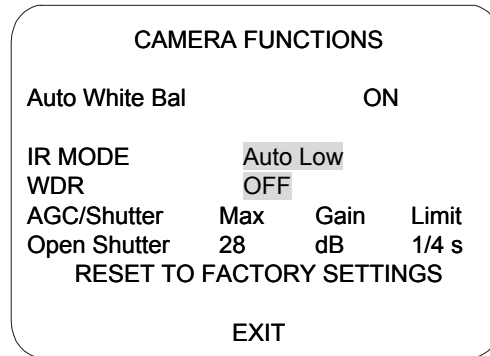 CAMERA FUNCTIONS
Auto White Bal ON
IR MODE Auto Low
WDR OFF
AGC/Shutter Max Gain Limit
Open Shutter 28 dB 1/4 s
RESET TO FACTORY SETTINGS
EXIT